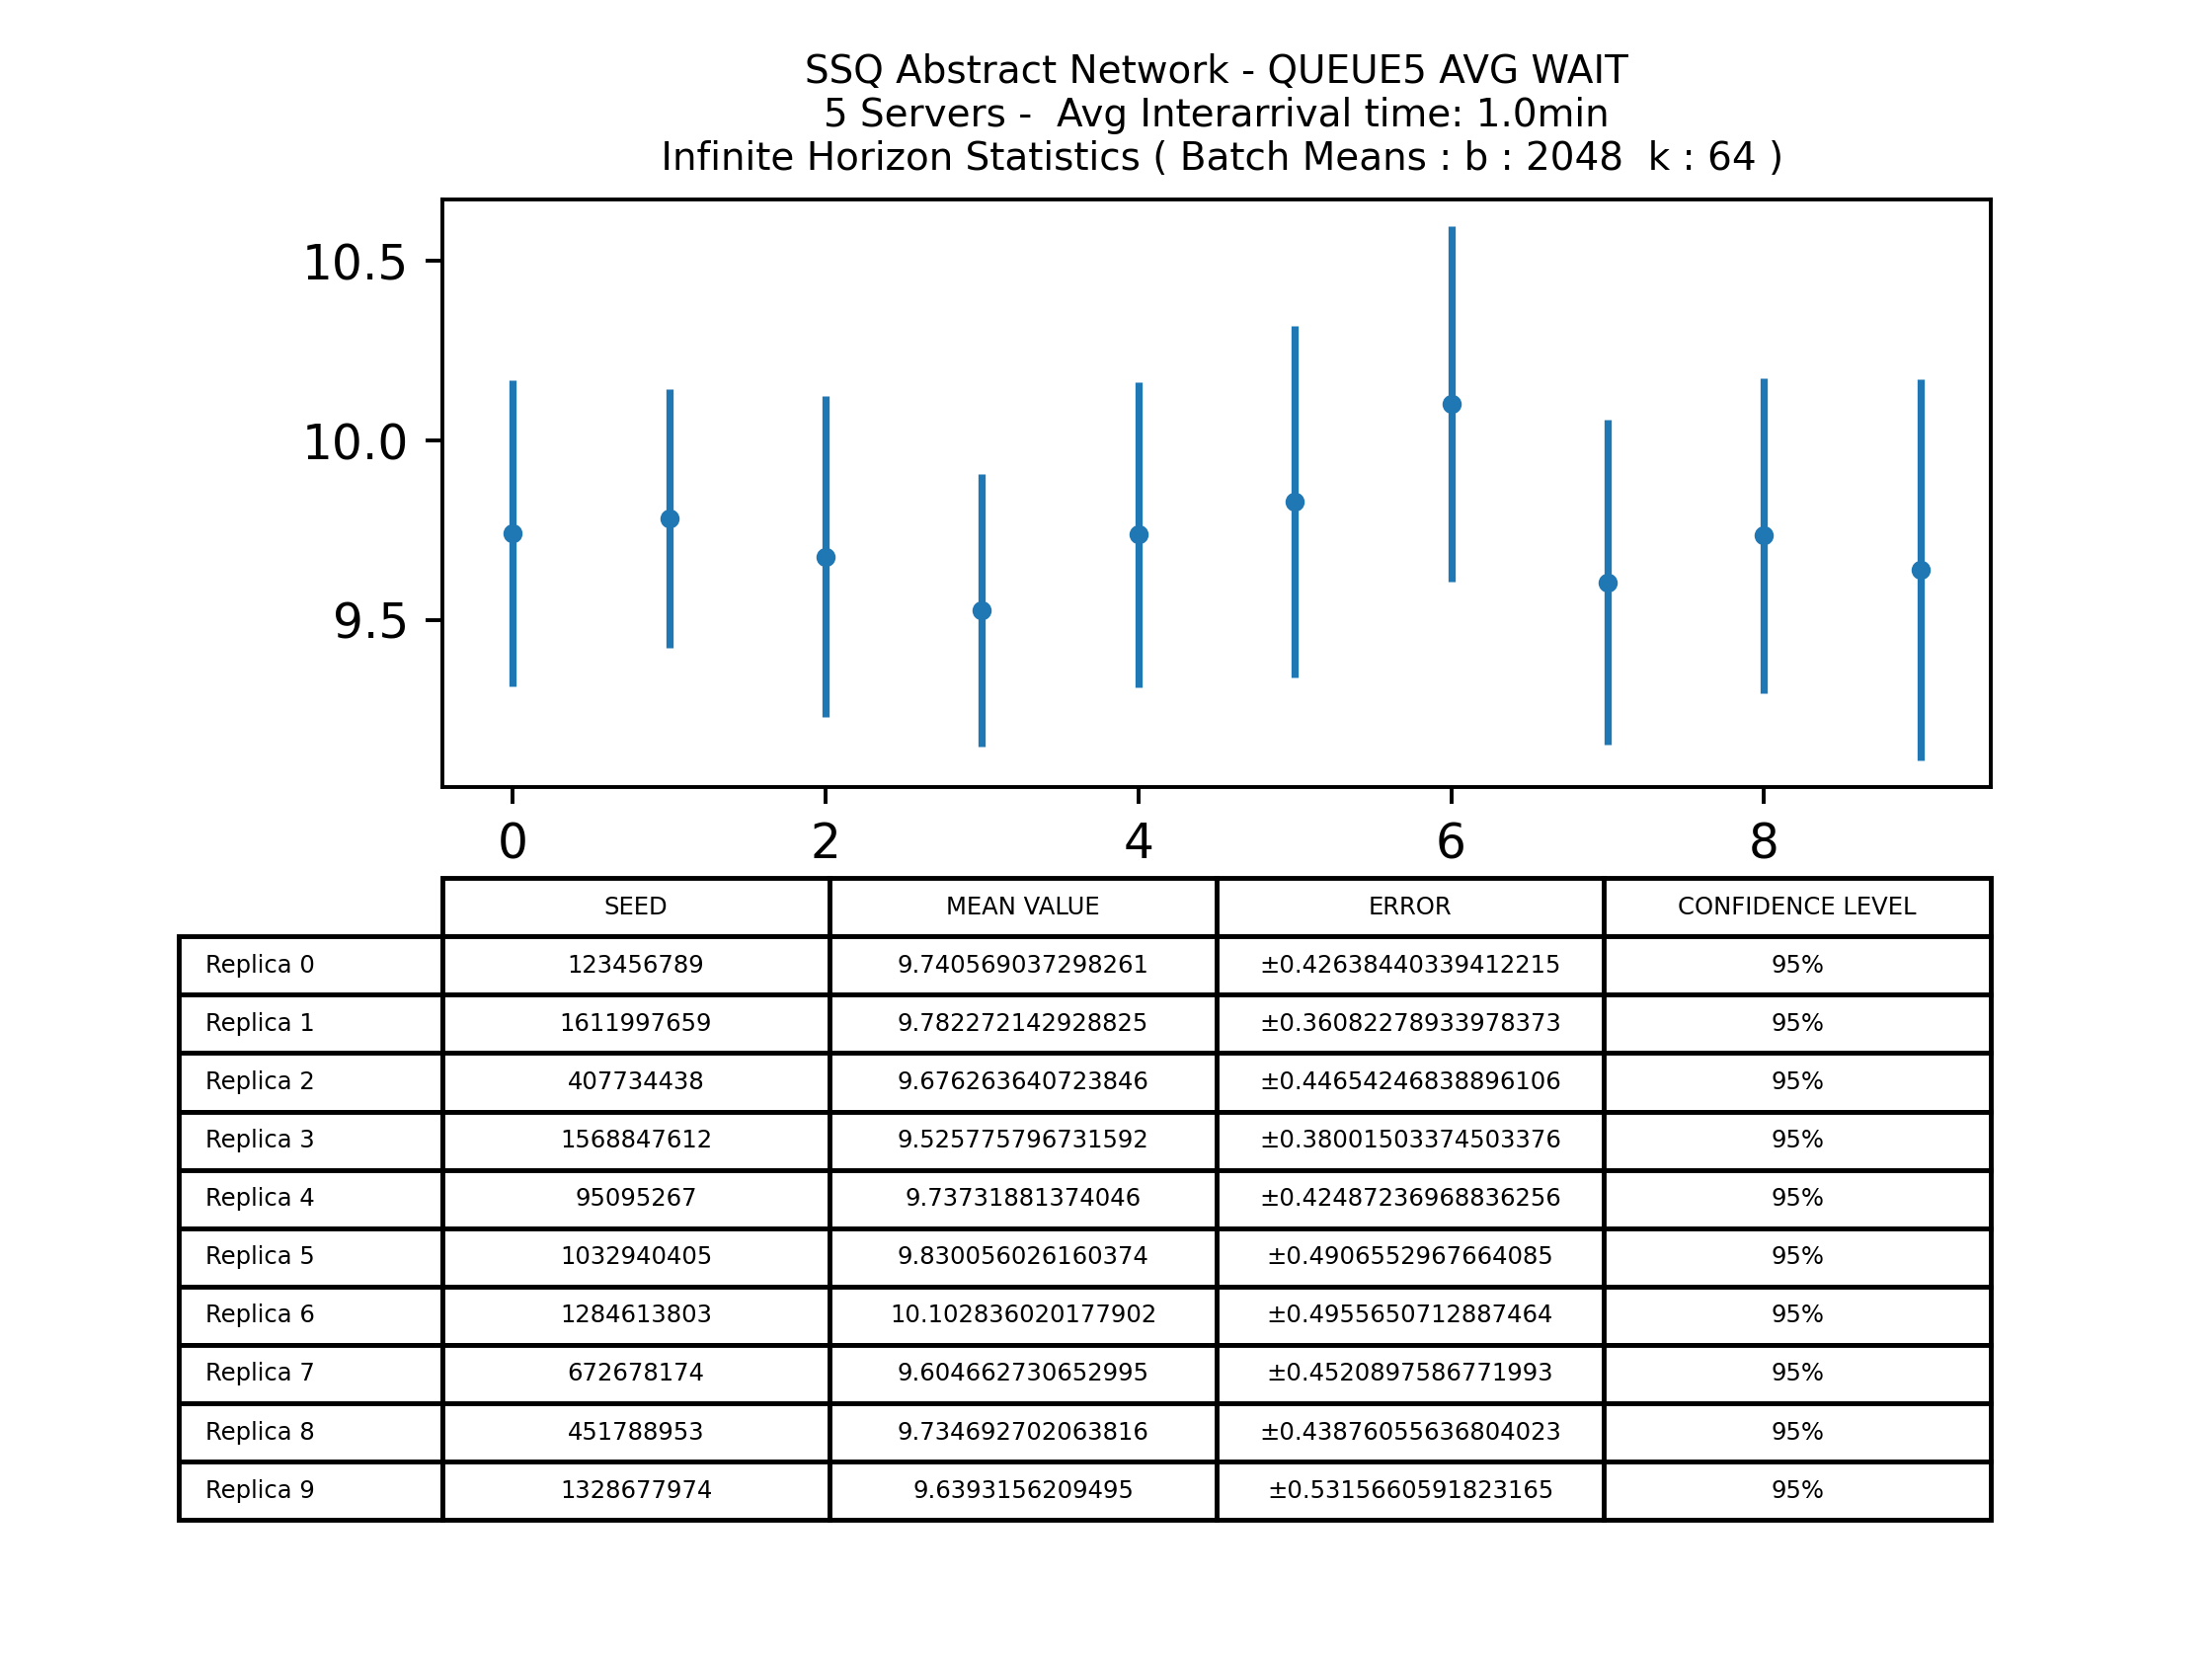 SSQ Abstract Network - QUEUE5 AVG WAIT
5 Servers -  Avg Interarrival time: 1.0min
Infinite Horizon Statistics ( Batch Means : b : 2048  k : 64 )
10.5
10.0
9.5
0 2 4 6 8
SEED MEAN VALUE ERROR CONFIDENCE LEVEL
Replica 0 123456789 9.740569037298261 ±0.42638440339412215 95%
Replica 1 1611997659 9.782272142928825 ±0.36082278933978373 95%
Replica 2 407734438 9.676263640723846 ±0.44654246838896106 95%
Replica 3 1568847612 9.525775796731592 ±0.38001503374503376 95%
Replica 4 95095267 9.73731881374046 ±0.42487236968836256 95%
Replica 5 1032940405 9.830056026160374 ±0.4906552967664085 95%
Replica 6 1284613803 10.102836020177902 ±0.4955650712887464 95%
Replica 7 672678174 9.604662730652995 ±0.4520897586771993 95%
Replica 8 451788953 9.734692702063816 ±0.43876055636804023 95%
Replica 9 1328677974 9.6393156209495 ±0.5315660591823165 95%